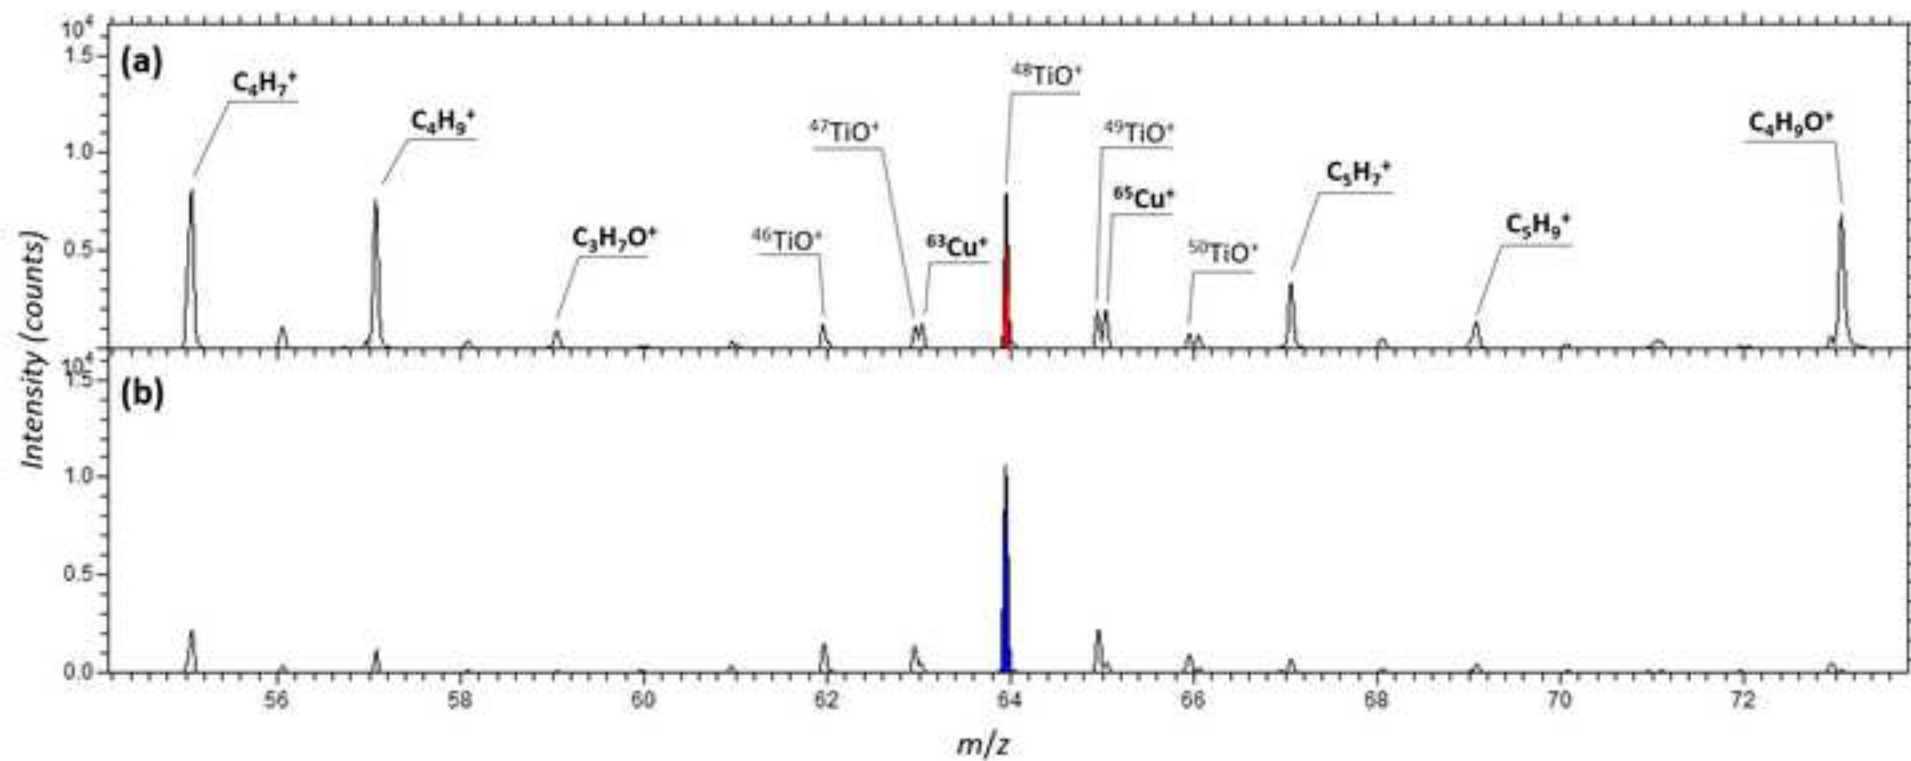 10⁴
1.5
(a)
C₄H₇⁺
C₄H₉⁺
⁴⁸TiO⁺
⁴⁷TiO⁺
⁴⁹TiO⁺
C₄H₉O⁺
1.0
C₅H₇⁺
⁶⁵Cu⁺
C₃H₇O⁺
⁴⁶TiO⁺
⁶³Cu⁺
⁵⁰TiO⁺
C₅H₉⁺
0.5
Intensity (counts)
10⁴
1.5
(b)
1.0
0.5
0.0
56 58 60 62 64 66 68 70 72
m/z